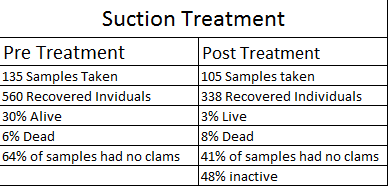 Suction Treatment
Pre Treatment Post Treatment
135 Samples Taken 105 Samples taken
560 Recovered Inviduals 338 Recovered Individuals
30% Alive 3% Live
6% Dead 8% Dead
64% of samples had no clams 41% of samples had no clams
48% inactive